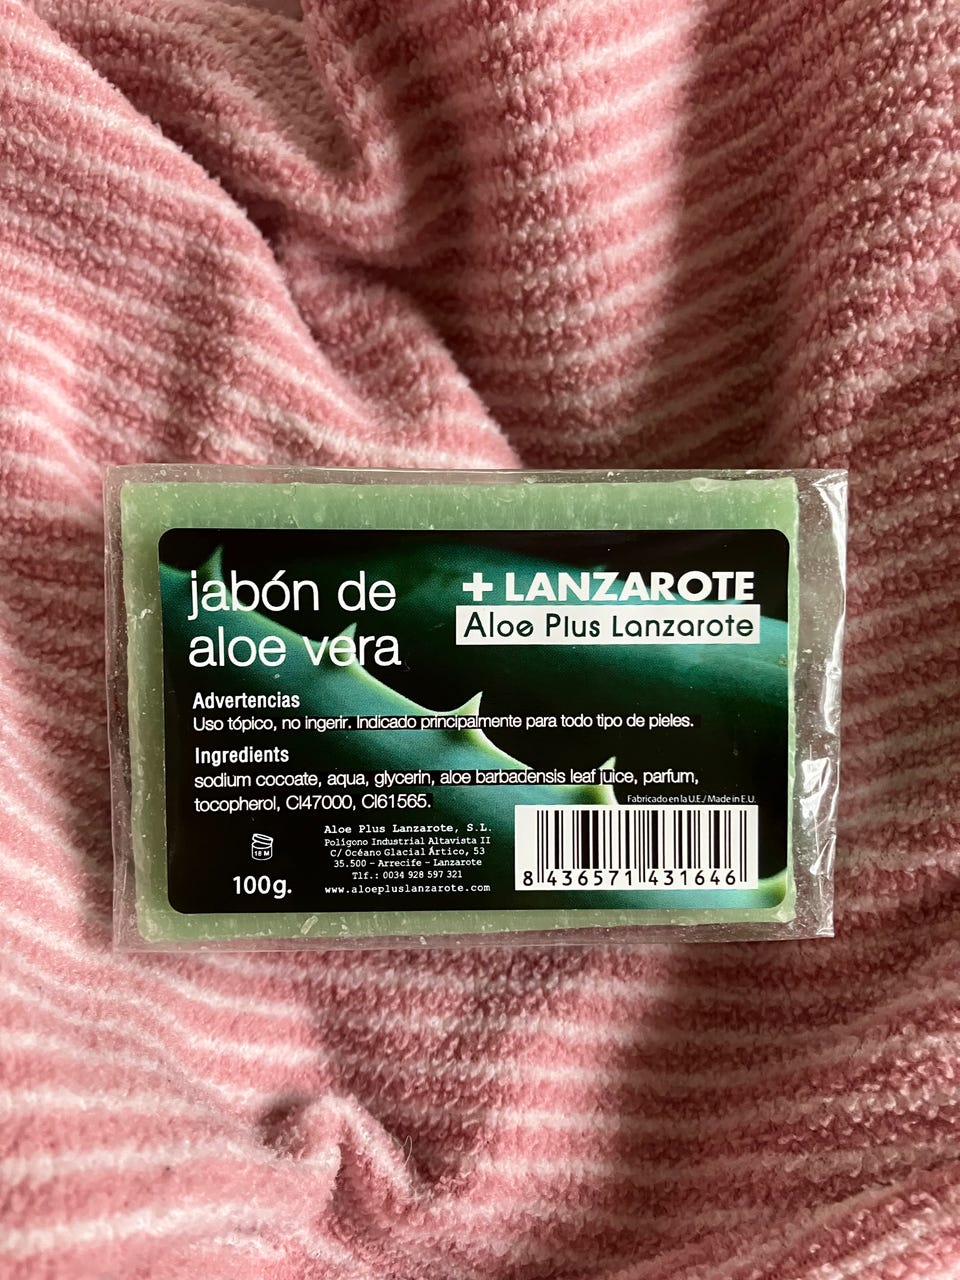 jabón de
aloe vera
+ LANZAROTE
Aloe Plus Lanzarote
Advertencias
Uso tópico, no ingerir. Indicado principalmente para todo tipo de pieles.
Ingredients
sodium cocoate, aqua, glycerin, aloe barbadensis leaf juice, parfum,
tocopherol, CI47000, CI61565.
Fabricado en la U.E./ Made in E.U.
18 M
100g.
Aloe Plus Lanzarote, S.L.
Polígono Industrial Altavista II
C/ Océano Glacial Ártico, 53
35.500 - Arrecife - Lanzarote
Tlf.: 0034 928 597 321
www.aloepluslanzarote.com
8 436571 431646